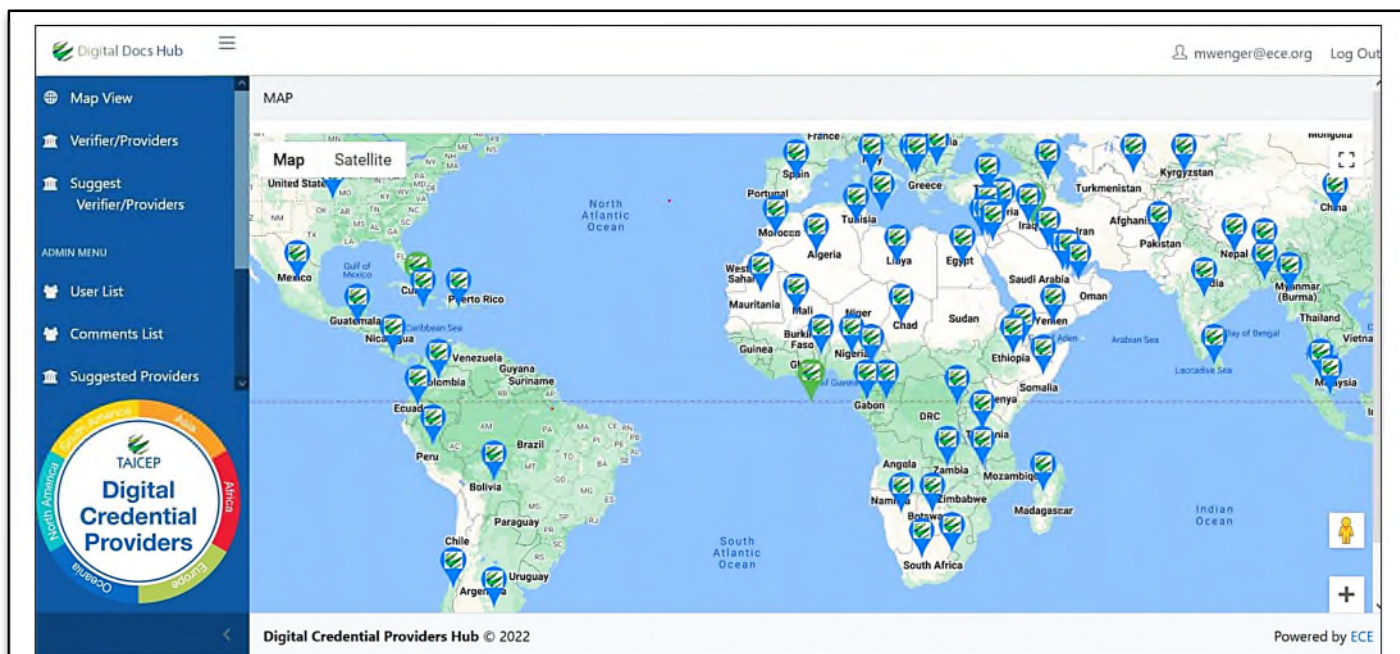 Digital Docs Hub
mwenger@ece.org Log Out
Map View
Verifier/Providers
Suggest
Verifier/Providers
ADMIN MENU
User List
Comments List
Suggested Providers
South America
Asia
Africa
Europe
Oceania
North America
TAICEP
Digital
Credential
Providers
MAP
Map Satellite
United State
North
Atlantic
Ocean
Gulf of
Mexico
Mexico
Puerto Rico
Guatemala
Caribbean Sea
Venezuela
Guyana
Suriname
Peru
Brazil
Bolivia
Paraguay
Chile
Uruguay
South
Atlantic
Ocean
France
Spain
Portugal
Greece
Turkmenistan
Kyrgyzstan
Mongolia
China
Morocco
Tunisia
Algeria
Libya
Egypt
Iraq
Iran
Pakistan
Nepal
Saudi Arabia
Oman
Myanmar
(Burma)
Thailand
Mauritania
Mali
Niger
Chad
Sudan
Yemen
Arabian Sea
Bay of Bengal
Guinea
Faso
Nigeria
Ethiopia
Somalia
Laccadive Sea
Gabon
DRC
Angola
Zambia
Mozambique
Zimbabwe
Madagascar
South Africa
Indian
Ocean
Digital Credential Providers Hub © 2022
Powered by ECE